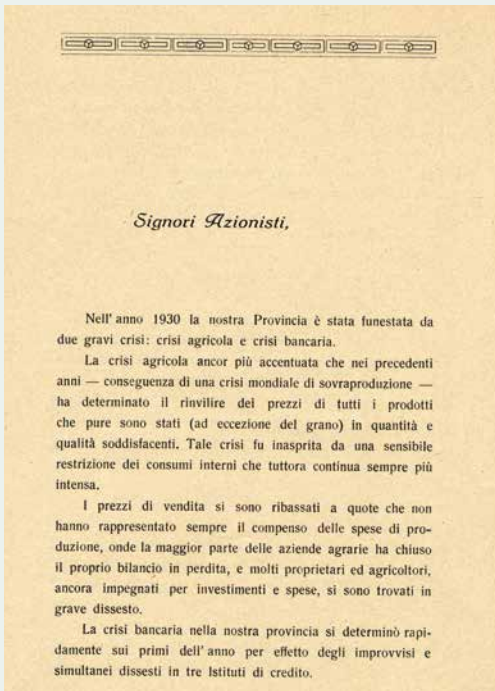 Signori Azionisti,
Nell' anno 1930 la nostra Provincia è stata funestata da
due gravi crisi: crisi agricola e crisi bancaria.
La crisi agricola ancor più accentuata che nei precedenti
anni — conseguenza di una crisi mondiale di sovraproduzione —
ha determinato il rinvilire dei prezzi di tutti i prodotti
che pure sono stati (ad eccezione del grano) in quantità e
qualità soddisfacenti. Tale crisi fu inasprita da una sensibile
restrizione dei consumi interni che tuttora continua sempre più
intensa.
I prezzi di vendita si sono ribassati a quote che non
hanno rappresentato sempre il compenso delle spese di pro-
duzione, onde la maggior parte delle aziende agrarie ha chiuso
il proprio bilancio in perdita, e molti proprietari ed agricoltori,
ancora impegnati per investimenti e spese, si sono trovati in
grave dissesto.
La crisi bancaria nella nostra provincia si determinò rapi-
damente sui primi dell' anno per effetto degli improvvisi e
simultanei dissesti in tre Istituti di credito.